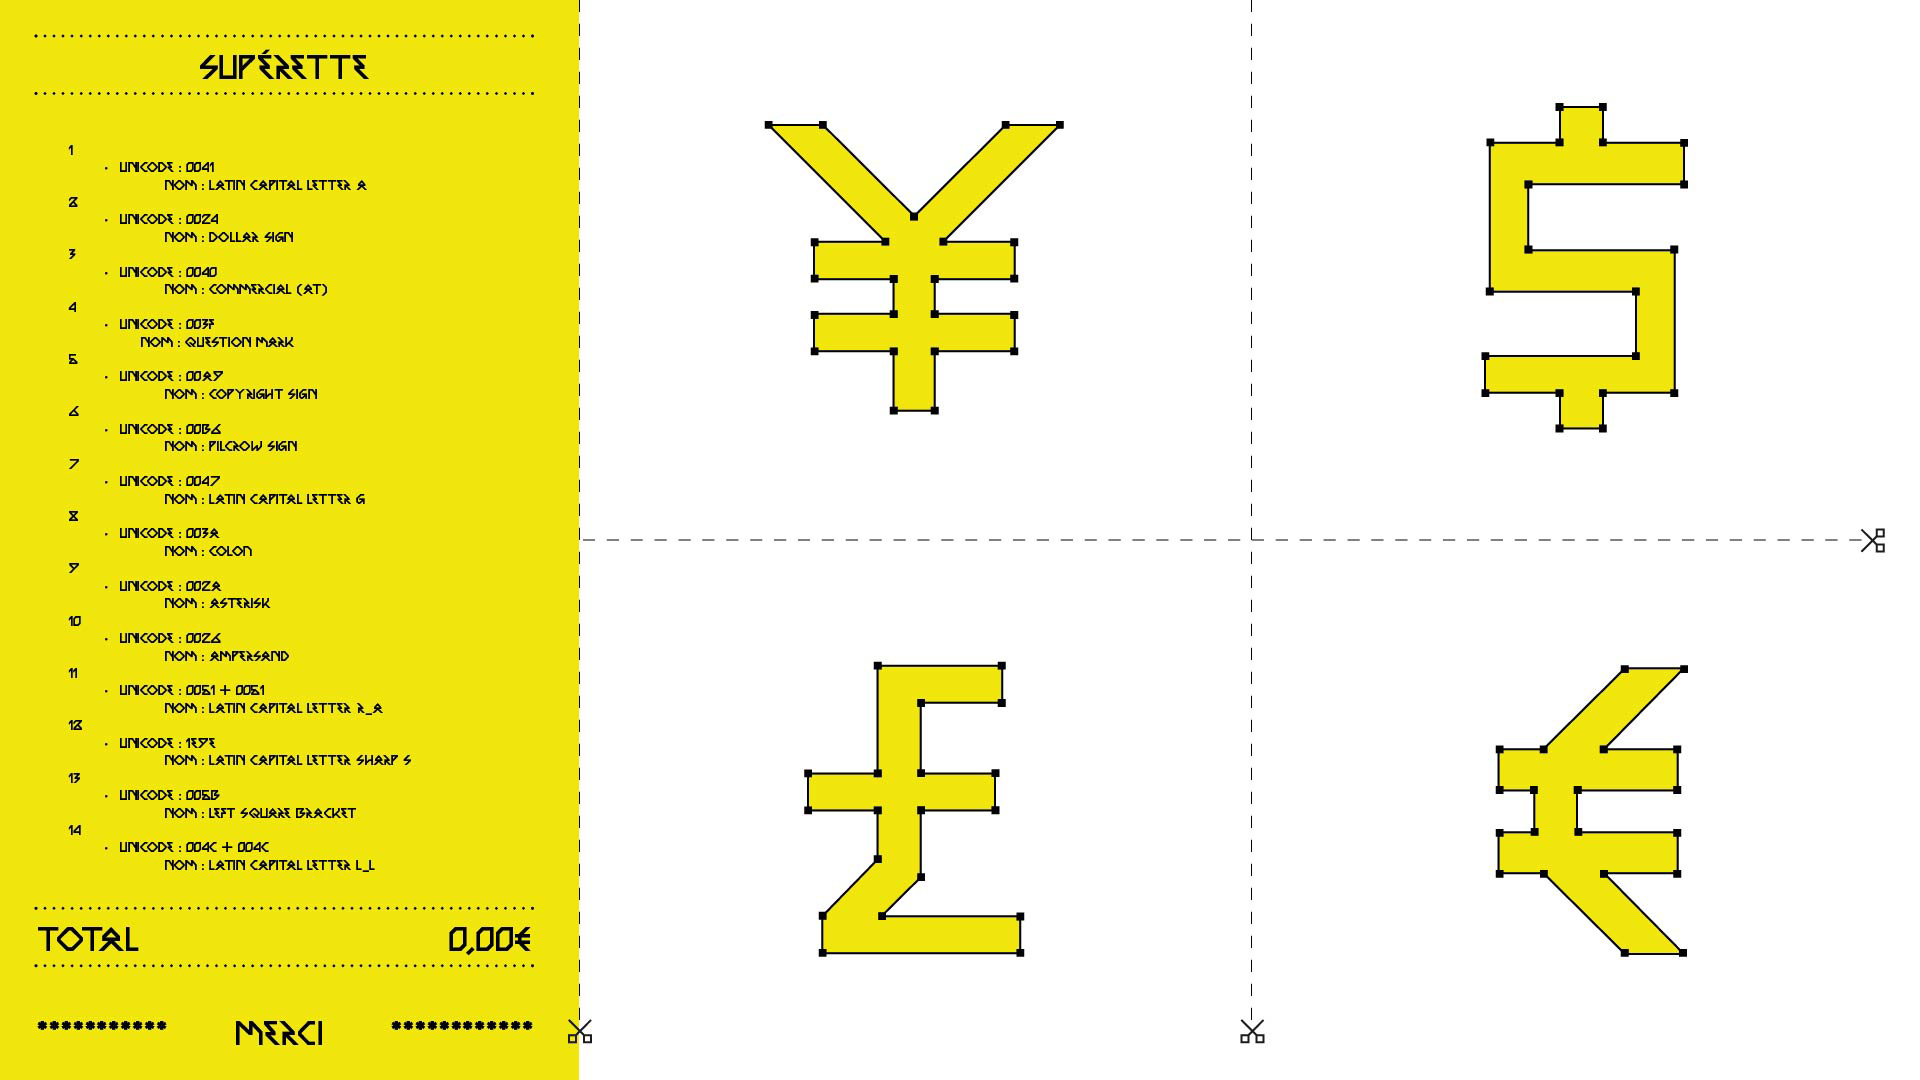 SUPÉRETTE
1
· UNICODE : 0041
NOM : LATIN CAPITAL LETTER A
2
· UNICODE : 0024
NOM : DOLLAR SIGN
3
· UNICODE : 0040
NOM : COMMERCIAL (AT)
4
· UNICODE : 003F
NOM : QUESTION MARK
5
· UNICODE : 00A9
NOM : COPYRIGHT SIGN
6
· UNICODE : 00B6
NOM : PILCROW SIGN
7
· UNICODE : 0047
NOM : LATIN CAPITAL LETTER G
8
· UNICODE : 003A
NOM : COLON
9
· UNICODE : 002A
NOM : ASTERISK
10
· UNICODE : 0026
NOM : AMPERSAND
11
· UNICODE : 0051 + 0051
NOM : LATIN CAPITAL LETTER R_A
12
· UNICODE : 1E9E
NOM : LATIN CAPITAL LETTER SHARP S
13
· UNICODE : 005B
NOM : LEFT SQUARE BRACKET
14
· UNICODE : 004C + 004C
NOM : LATIN CAPITAL LETTER L_L
TOTAL 0,00€
*********** MERCI ************
¥
$
£
€